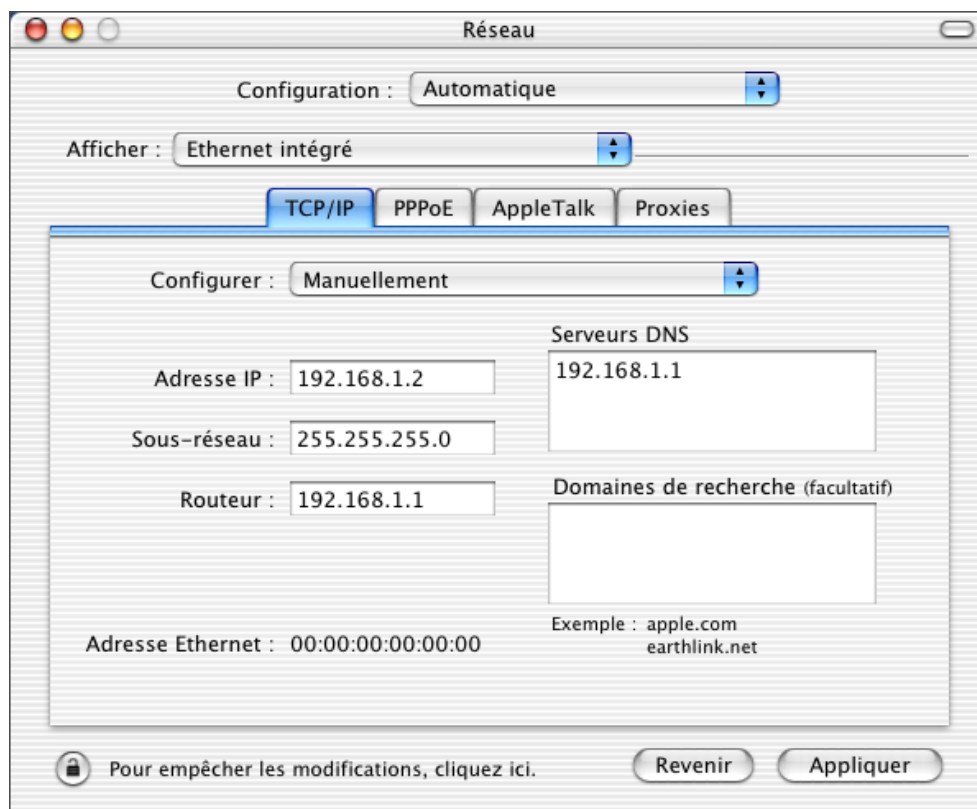 Réseau
Configuration : Automatique
Afficher : Ethernet intégré
TCP/IP PPPoE AppleTalk Proxies
Configurer : Manuellement
Serveurs DNS
192.168.1.1
Adresse IP : 192.168.1.2
Sous-réseau : 255.255.255.0
Routeur : 192.168.1.1
Domaines de recherche (facultatif)
Exemple : apple.com
earthlink.net
Adresse Ethernet : 00:00:00:00:00:00
Pour empêcher les modifications, cliquez ici.
Revenir Appliquer